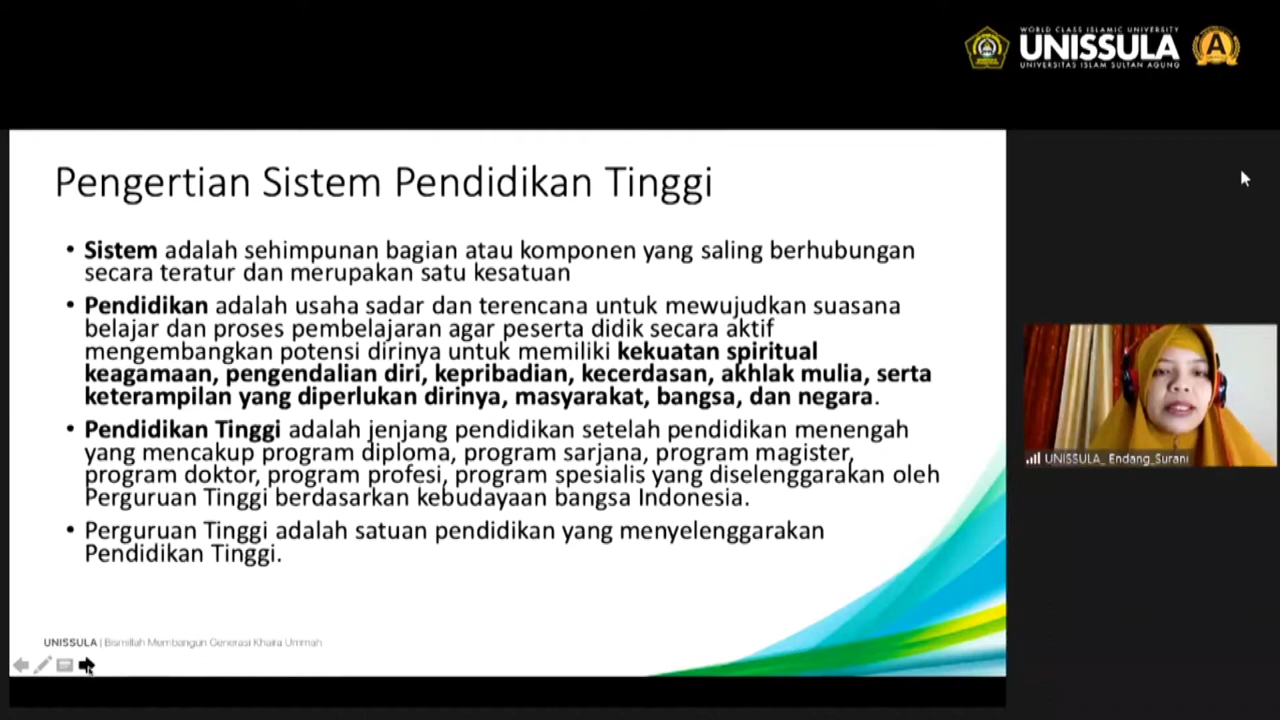 WORLD CLASS ISLAMIC UNIVERSITY
UNISSULA
UNIVERSITAS ISLAM SULTAN AGUNG
A
Pengertian Sistem Pendidikan Tinggi
• Sistem adalah sehimpunan bagian atau komponen yang saling berhubungan
secara teratur dan merupakan satu kesatuan
• Pendidikan adalah usaha sadar dan terencana untuk mewujudkan suasana
belajar dan proses pembelajaran agar peserta didik secara aktif
mengembangkan potensi dirinya untuk memiliki kekuatan spiritual
keagamaan, pengendalian diri, kepribadian, kecerdasan, akhlak mulia, serta
keterampilan yang diperlukan dirinya, masyarakat, bangsa, dan negara.
• Pendidikan Tinggi adalah jenjang pendidikan setelah pendidikan menengah
yang mencakup program diploma, program sarjana, program magister,
program doktor, program profesi, program spesialis yang diselenggarakan oleh
Perguruan Tinggi berdasarkan kebudayaan bangsa Indonesia.
• Perguruan Tinggi adalah satuan pendidikan yang menyelenggarakan
Pendidikan Tinggi.
UNISSULA_ Endang_Surani
UNISSULA | Bismillah Membangun Generasi Khaira Ummah